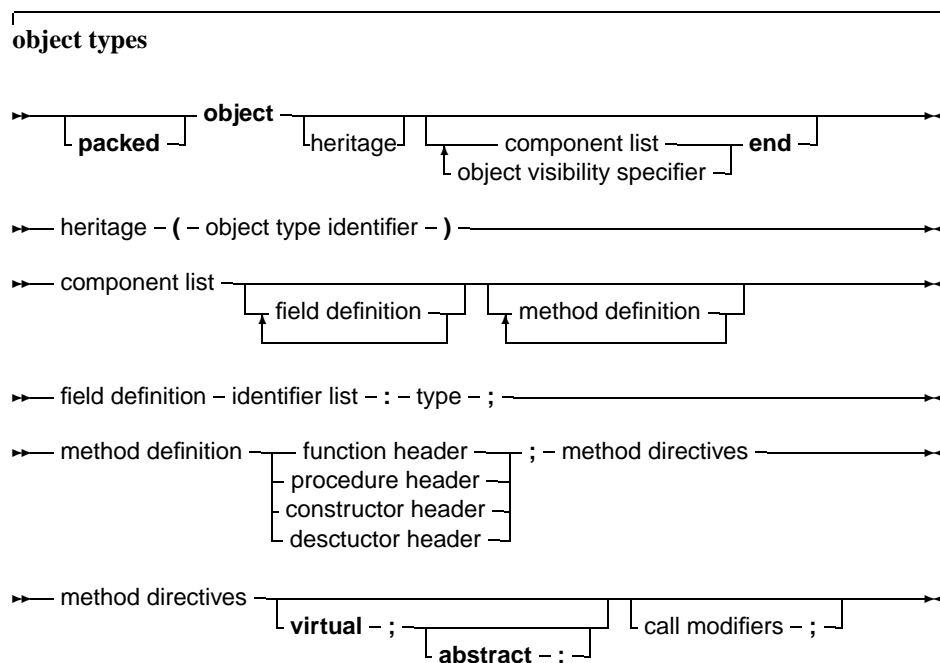 object types
object
packed
heritage
component list
end
object visibility specifier
heritage – ( – object type identifier – )
component list
field definition
method definition
field definition – identifier list – : – type – ;
method definition
function header
; – method directives
procedure header
constructor header
desctuctor header
method directives
virtual – ;
call modifiers – ;
abstract – :